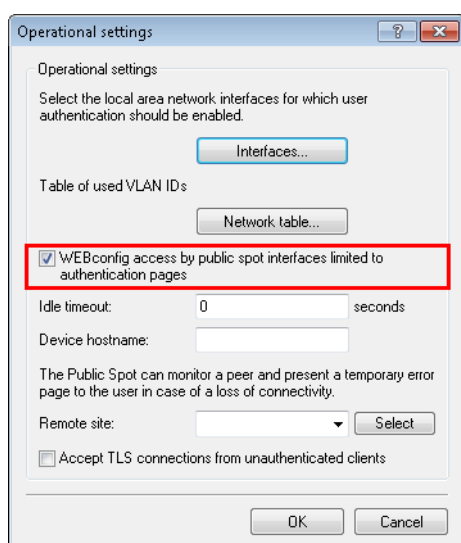 Operational settings
?
Operational settings
Select the local area network interfaces for which user
authentication should be enabled.
Interfaces...
Table of used VLAN IDs
Network table...
WEBconfig access by public spot interfaces limited to
authentication pages
Idle timeout: 0 seconds
Device hostname:
The Public Spot can monitor a peer and present a temporary error
page to the user in case of a loss of connectivity.
Remote site: Select
Accept TLS connections from unauthenticated clients
OK Cancel